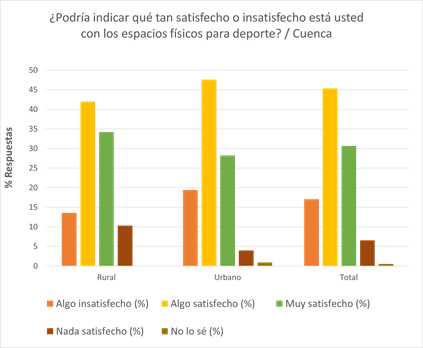 ¿Podría indicar qué tan satisfecho o insatisfecho está usted
con los espacios físicos para deporte? / Cuenca
50
45
40
35
30
25
20
15
10
5
0
% Respuestas
Rural Urbano Total
Algo insatisfecho (%) Algo satisfecho (%) Muy satisfecho (%)
Nada satisfecho (%) No lo sé (%)